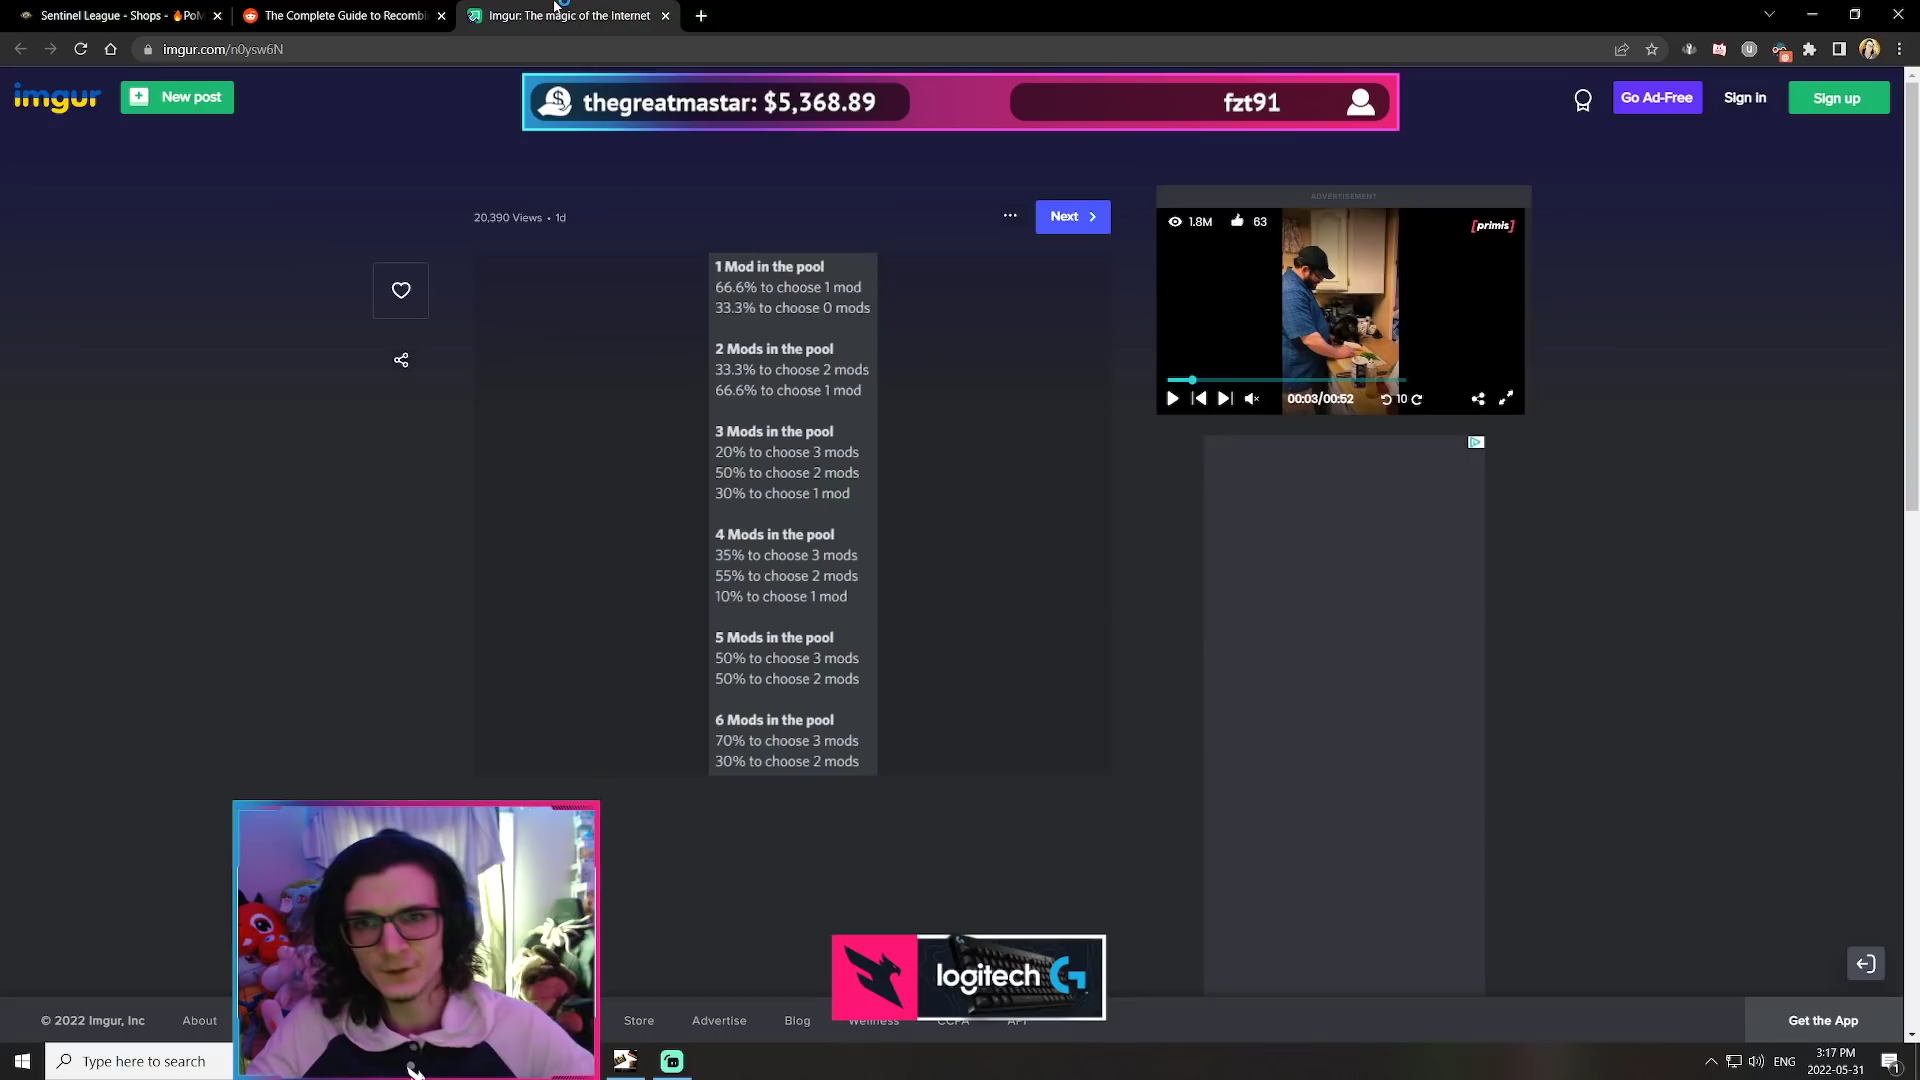 Sentinel League - Shops - 🔥PoM
The Complete Guide to Recombi
Imgur: The magic of the Internet
imgur.com/n0ysw6N
imgur
New post
thegreatmastar: $5,368.89
fzt91
Go Ad-Free
Sign in
Sign up
20,390 Views • 1d
Next
ADVERTISEMENT
1.8M
63
[primis]
00:03/00:52
10
1 Mod in the pool
66.6% to choose 1 mod
33.3% to choose 0 mods
2 Mods in the pool
33.3% to choose 2 mods
66.6% to choose 1 mod
3 Mods in the pool
20% to choose 3 mods
50% to choose 2 mods
30% to choose 1 mod
4 Mods in the pool
35% to choose 3 mods
55% to choose 2 mods
10% to choose 1 mod
5 Mods in the pool
50% to choose 3 mods
50% to choose 2 mods
6 Mods in the pool
70% to choose 3 mods
30% to choose 2 mods
logitech G
© 2022 Imgur, Inc
About
Store
Advertise
Blog
Wellness
CCPA
API
Get the App
Type here to search
ENG
3:17 PM
2022-05-31
1